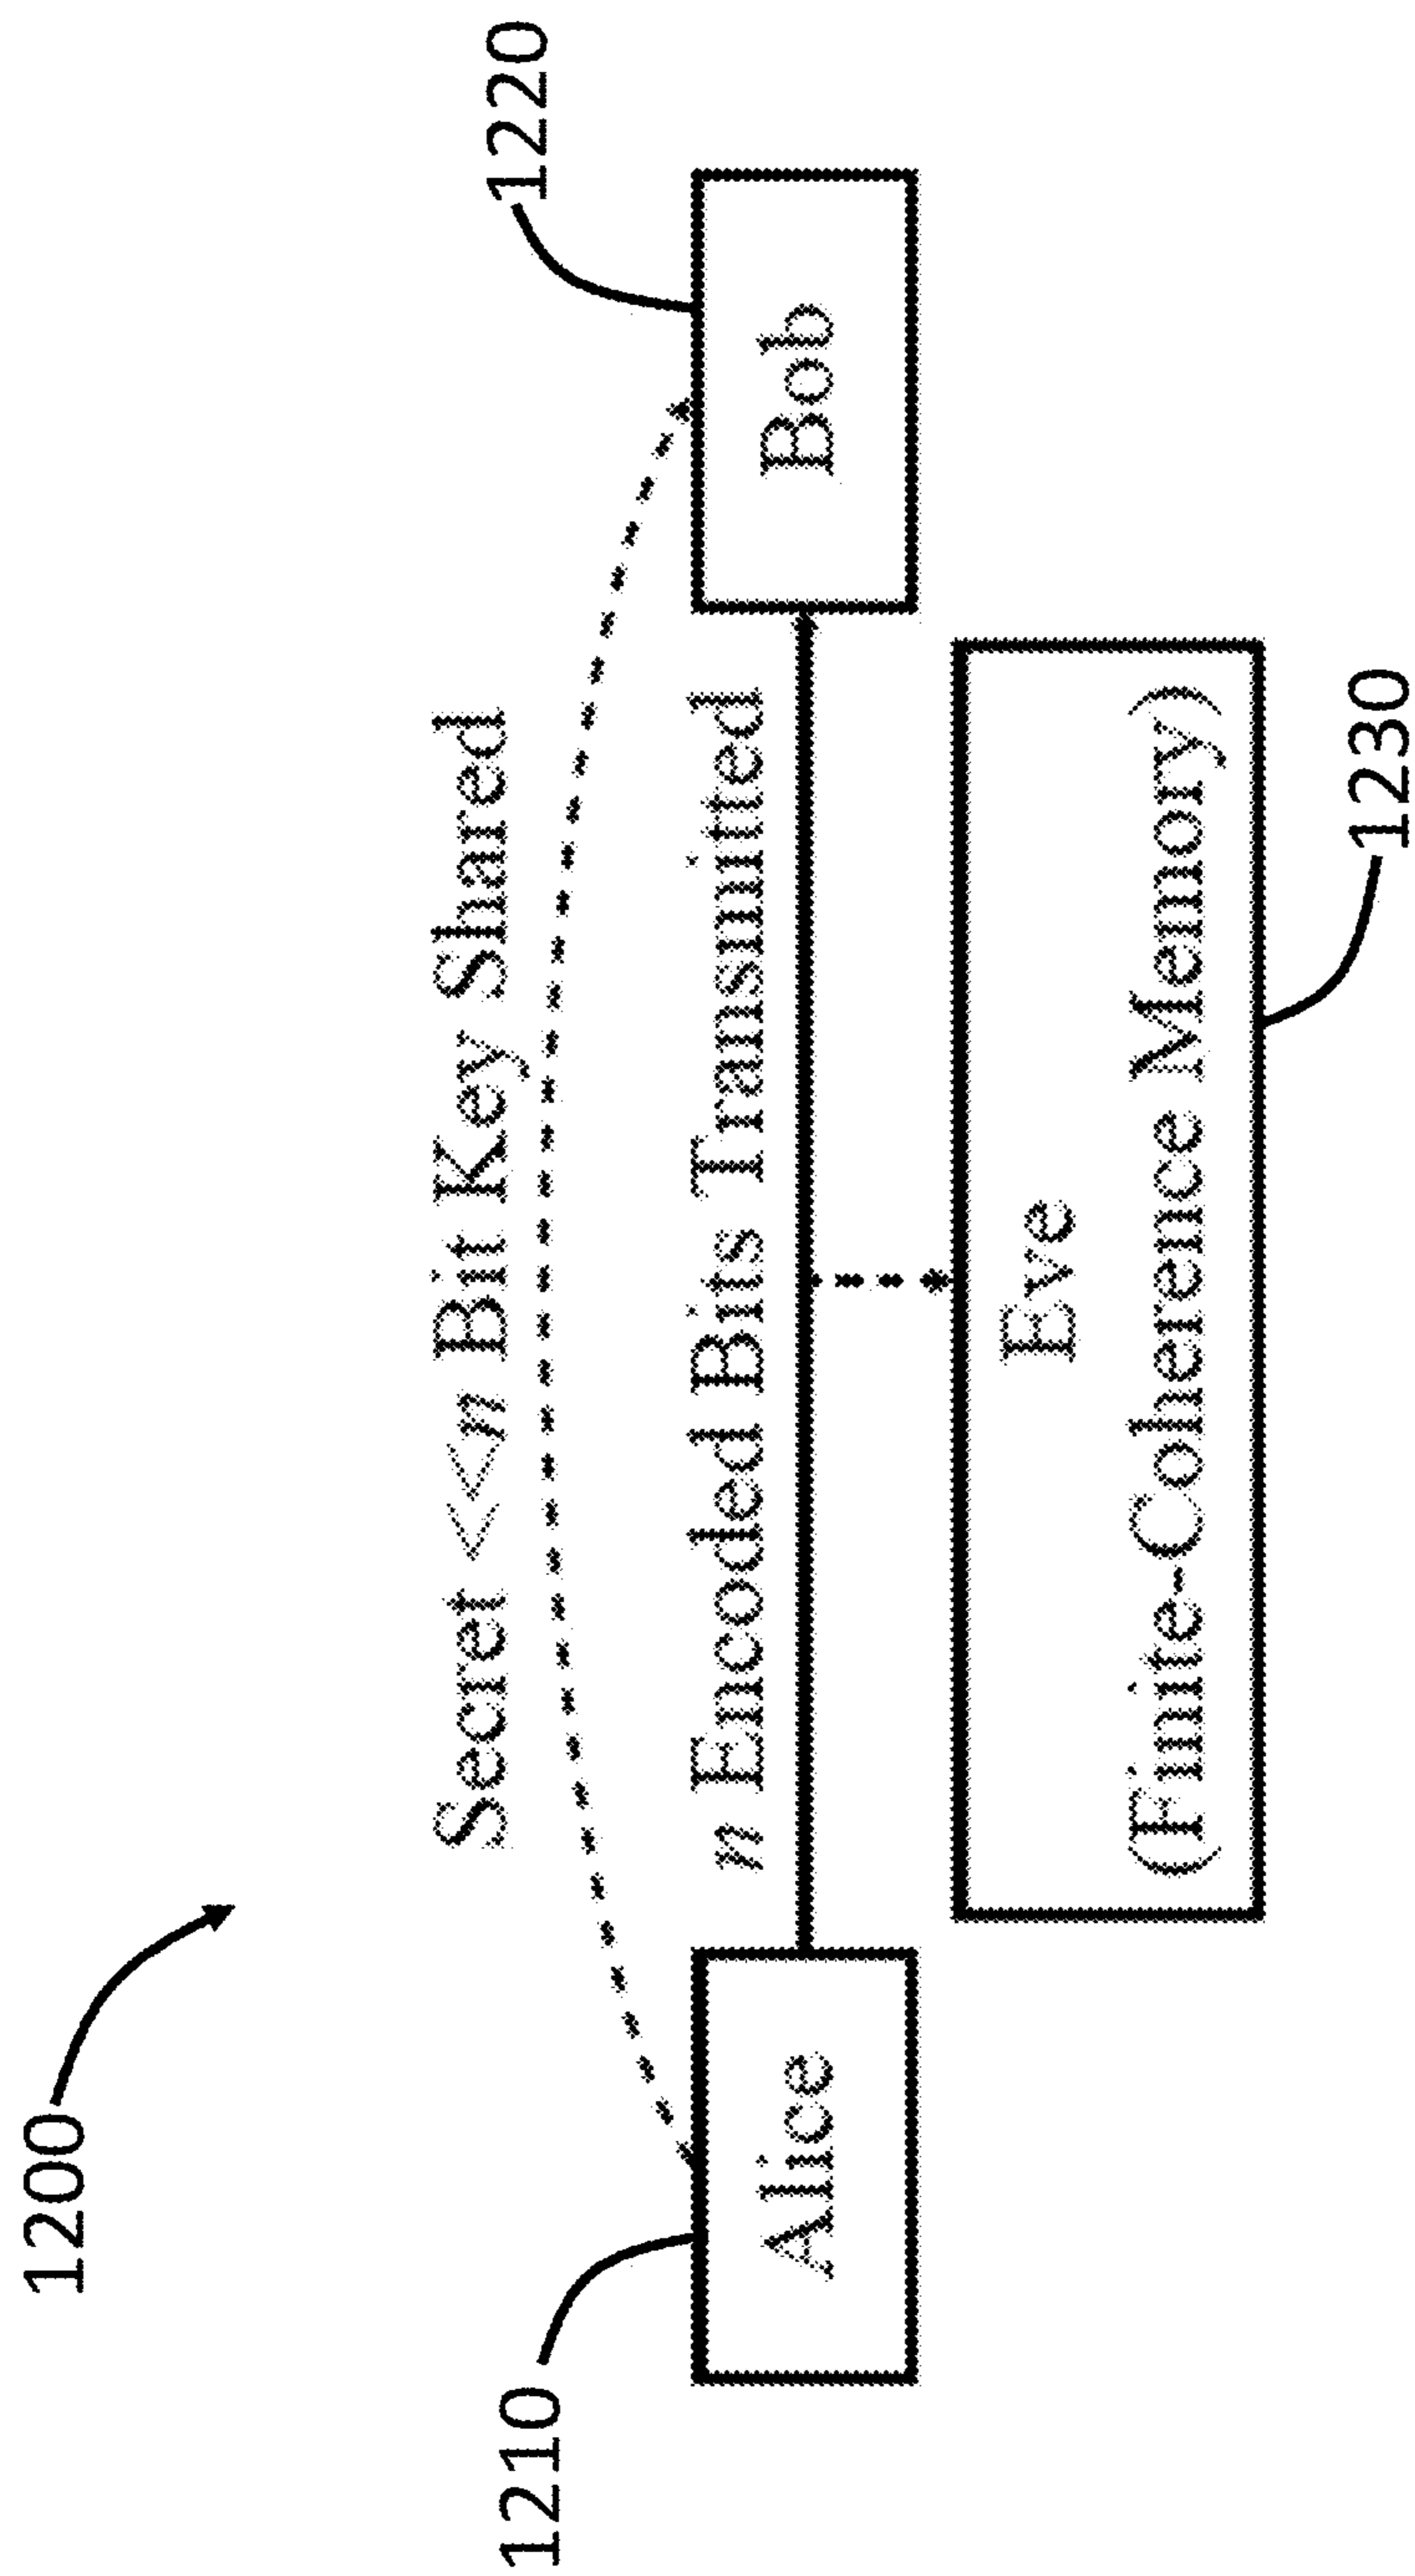 1200
1210
1220
Secret <<n Bit Key Shared
n Encoded Bits Transmitted
Alice
Bob
Eve
(Finite-Coherence Memory)
1230